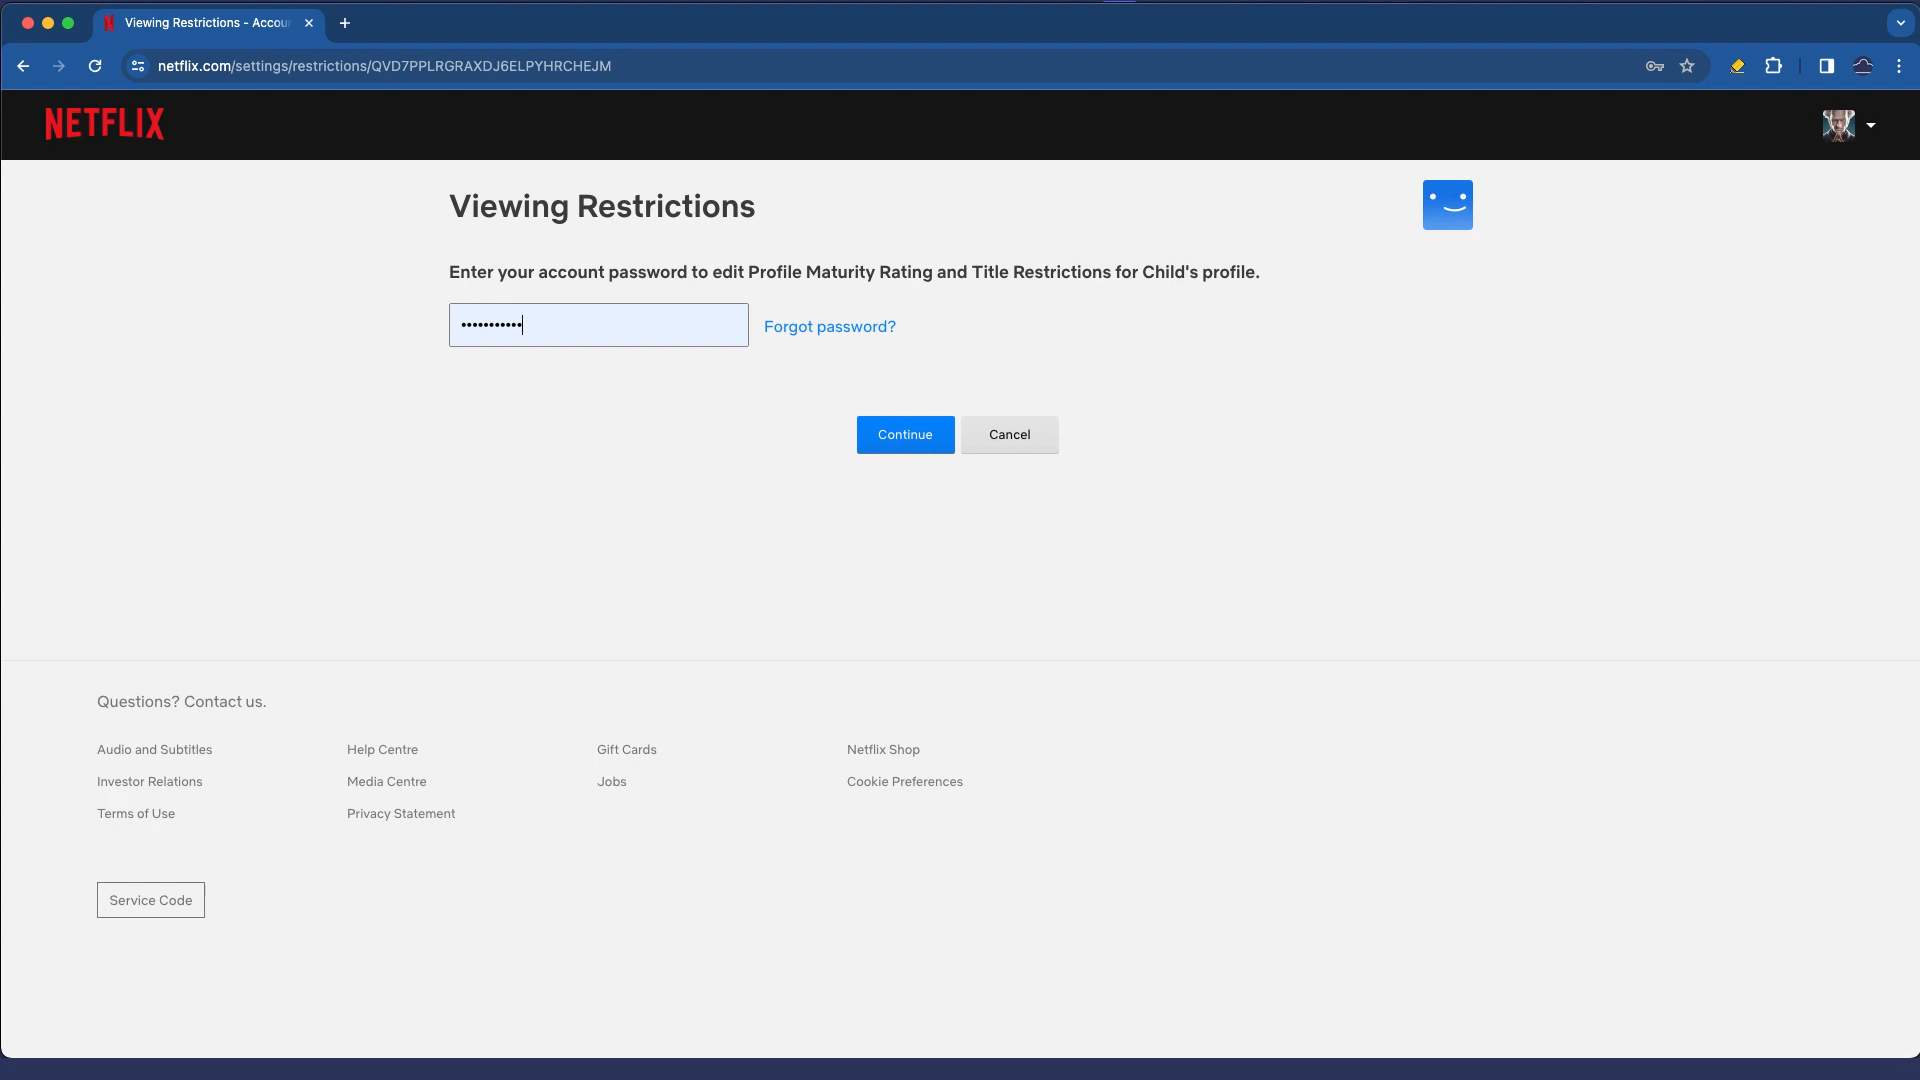 Viewing Restrictions - Accou
netflix.com/settings/restrictions/QVD7PPLRGRAXDJ6ELPYHRCHEJM
NETFLIX
Viewing Restrictions
Enter your account password to edit Profile Maturity Rating and Title Restrictions for Child's profile.
•••••••••••
Forgot password?
Continue
Cancel
Questions? Contact us.
Audio and Subtitles
Help Centre
Gift Cards
Netflix Shop
Investor Relations
Media Centre
Jobs
Cookie Preferences
Terms of Use
Privacy Statement
Service Code